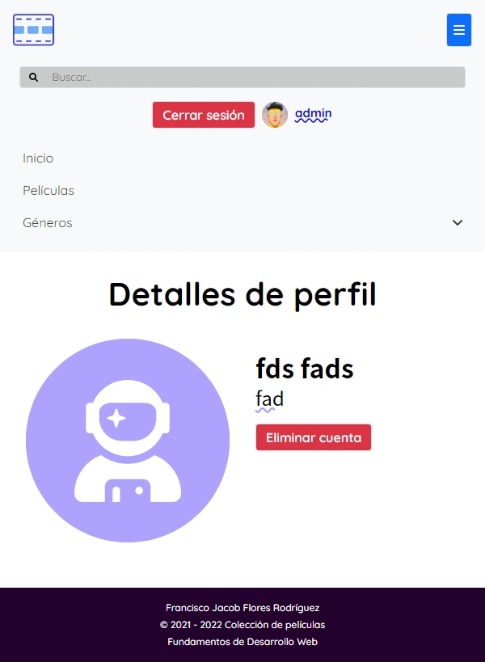 Buscar...
Cerrar sesión admin
Inicio
Películas
Géneros
Detalles de perfil
fds fads
fad
Eliminar cuenta
Francisco Jacob Flores Rodríguez
© 2021 - 2022 Colección de películas
Fundamentos de Desarrollo Web